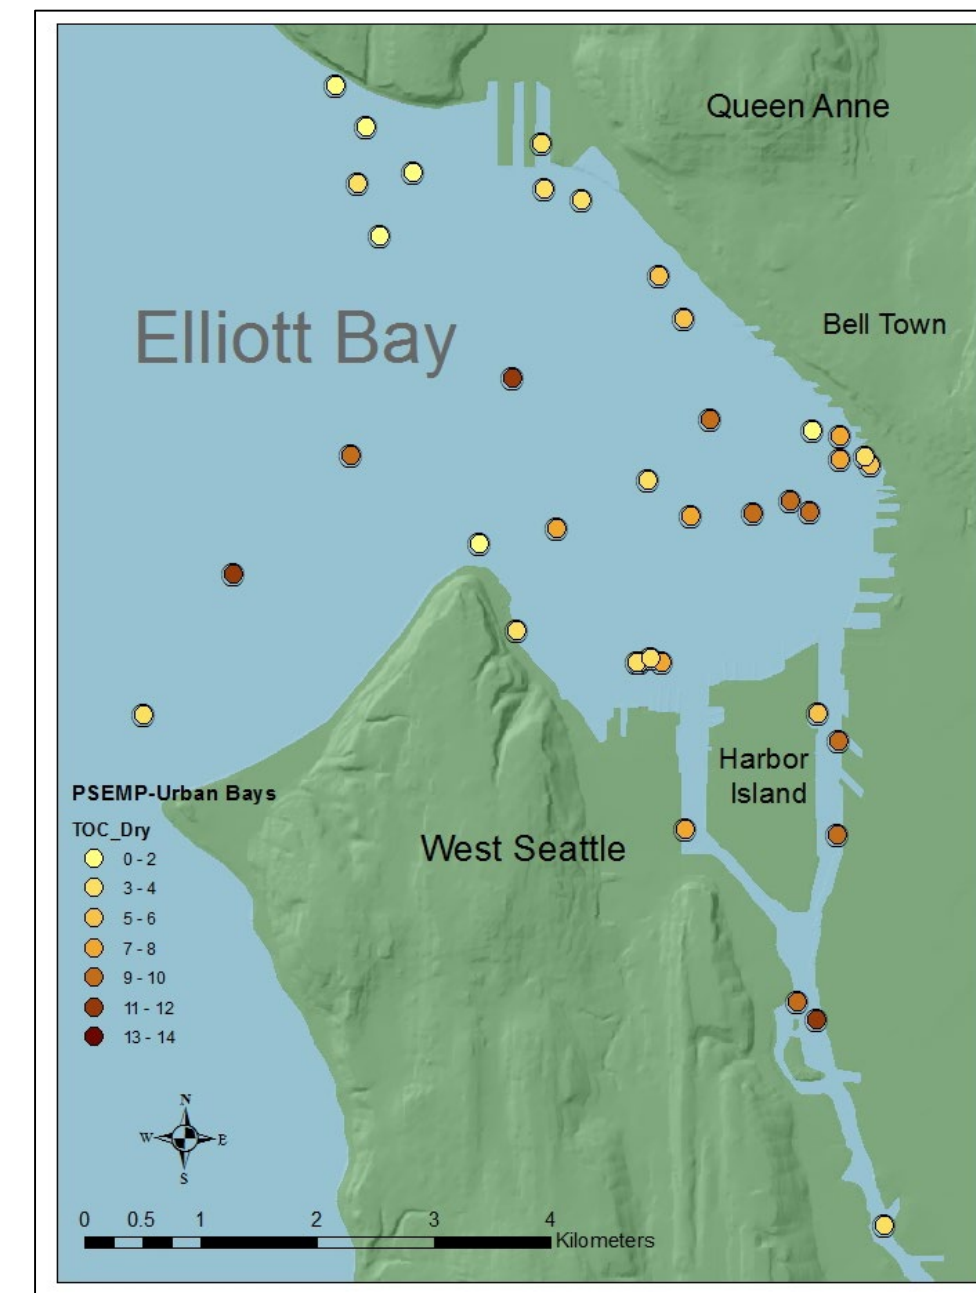 Queen Anne
Elliott Bay
Bell Town
Harbor
Island
West Seattle
PSEMP-Urban Bays
TOC_Dry
0 - 2
3 - 4
5 - 6
7 - 8
9 - 10
11 - 12
13 - 14
N
W E
S
0 0.5 1 2 3 4
Kilometers